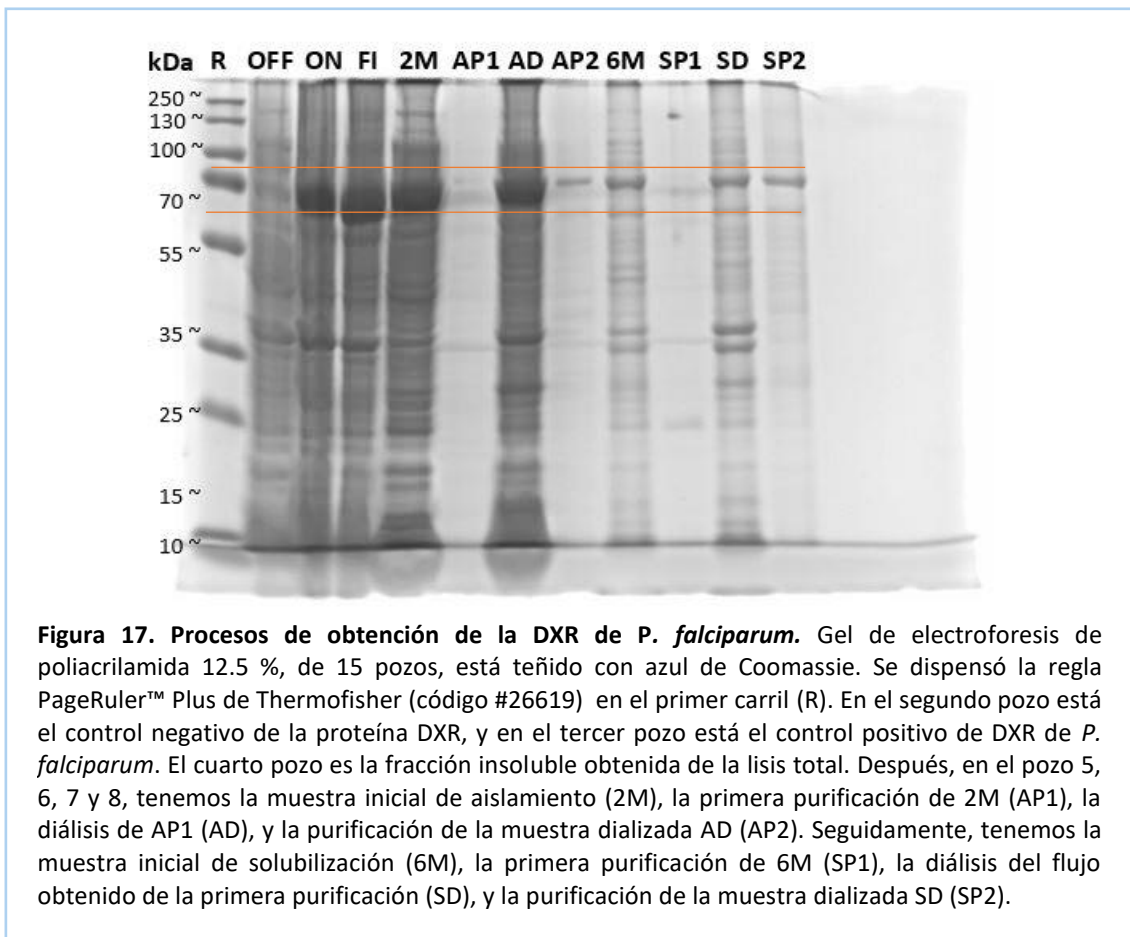 kDa R OFF ON FI 2M AP1 AD AP2 6M SP1 SD SP2
250 ~
130 ~
100 ~
70 ~
55 ~
35 ~
25 ~
15 ~
10 ~
Figura 17. Procesos de obtención de la DXR de P. falciparum. Gel de electroforesis de
poliacrilamida 12.5 %, de 15 pozos, está teñido con azul de Coomassie. Se dispensó la regla
PageRuler™ Plus de Thermofisher (código #26619) en el primer carril (R). En el segundo pozo está
el control negativo de la proteína DXR, y en el tercer pozo está el control positivo de DXR de P.
falciparum. El cuarto pozo es la fracción insoluble obtenida de la lisis total. Después, en el pozo 5,
6, 7 y 8, tenemos la muestra inicial de aislamiento (2M), la primera purificación de 2M (AP1), la
diálisis de AP1 (AD), y la purificación de la muestra dializada AD (AP2). Seguidamente, tenemos la
muestra inicial de solubilización (6M), la primera purificación de 6M (SP1), la diálisis del flujo
obtenido de la primera purificación (SD), y la purificación de la muestra dializada SD (SP2).